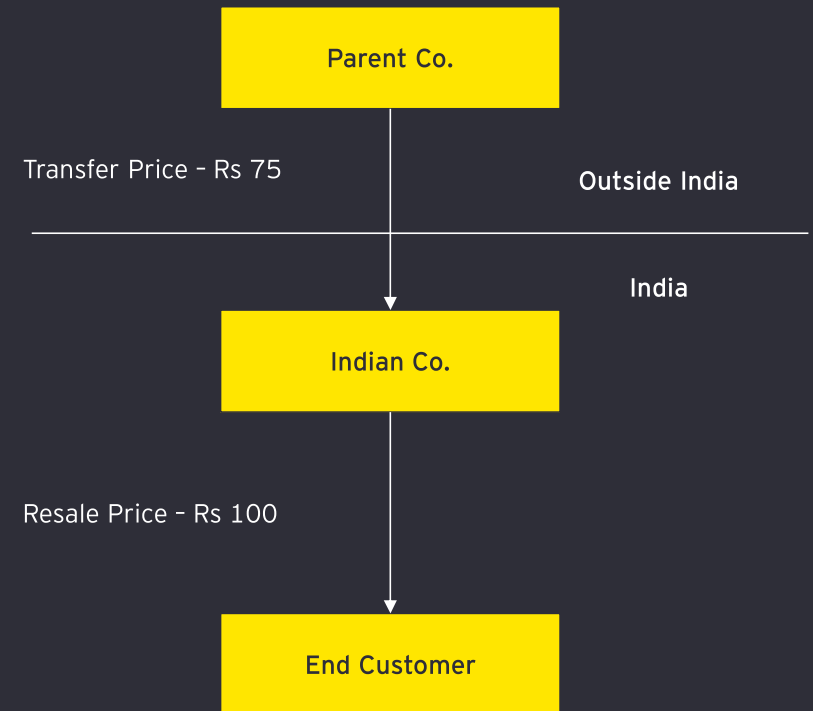 Parent Co.
Transfer Price – Rs 75
Outside India
India
Indian Co.
Resale Price – Rs 100
End Customer